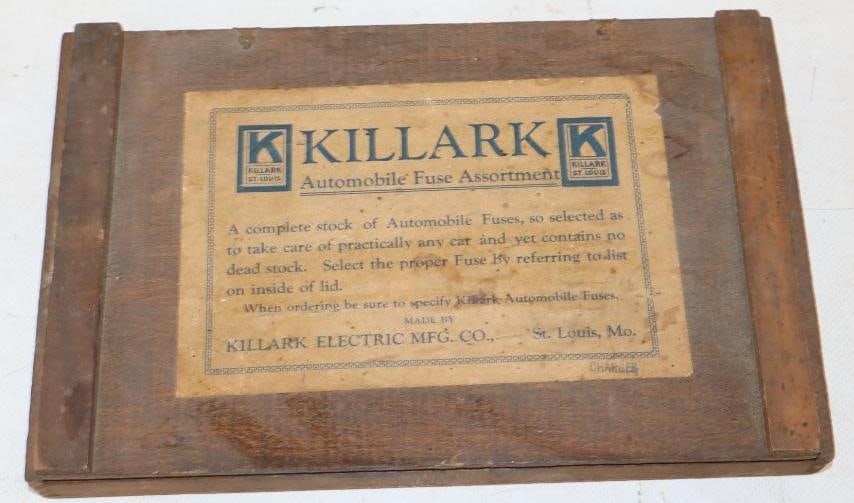 K KILLARK ST. LOUIS
KILLARK
K KILLARK ST. LOUIS
Automobile Fuse Assortment
A complete stock of Automobile Fuses, so selected as
to take care of practically any car and yet contains no
dead stock. Select the proper Fuse by referring to list
on inside of lid.
When ordering be sure to specify Killark Automobile Fuses.
MADE BY
KILLARK ELECTRIC MFG. CO., St. Louis, Mo.